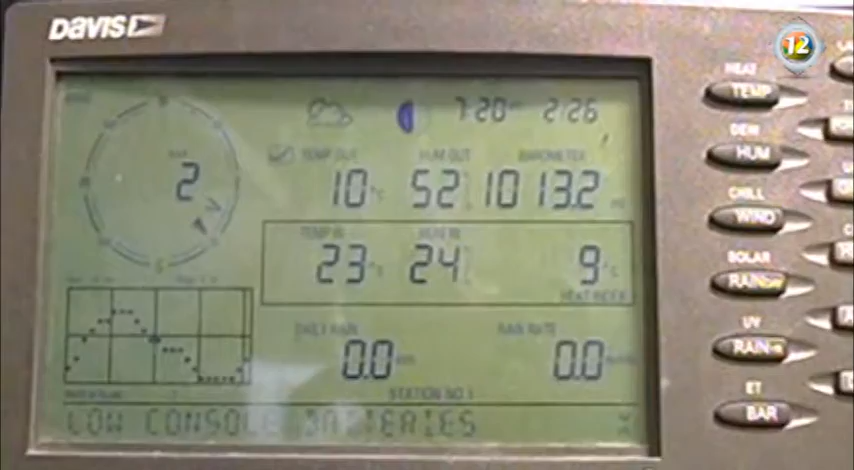 DAVIS
12
7:20 2/26
2
TEMP OUT HUM OUT BAROMETER
10°C 52% 1013.2
TEMP IN HUM IN
23°C 24% 9°C
HEAT INDEX
DAILY RAIN RAIN RATE
0.0 0.0
STATION NO.1
LOW CONSOLE BATTERIES
HEAT
TEMP
DEW
HUM
CHILL
WIND
SOLAR
RAIN
UV
RAIN
ET
BAR